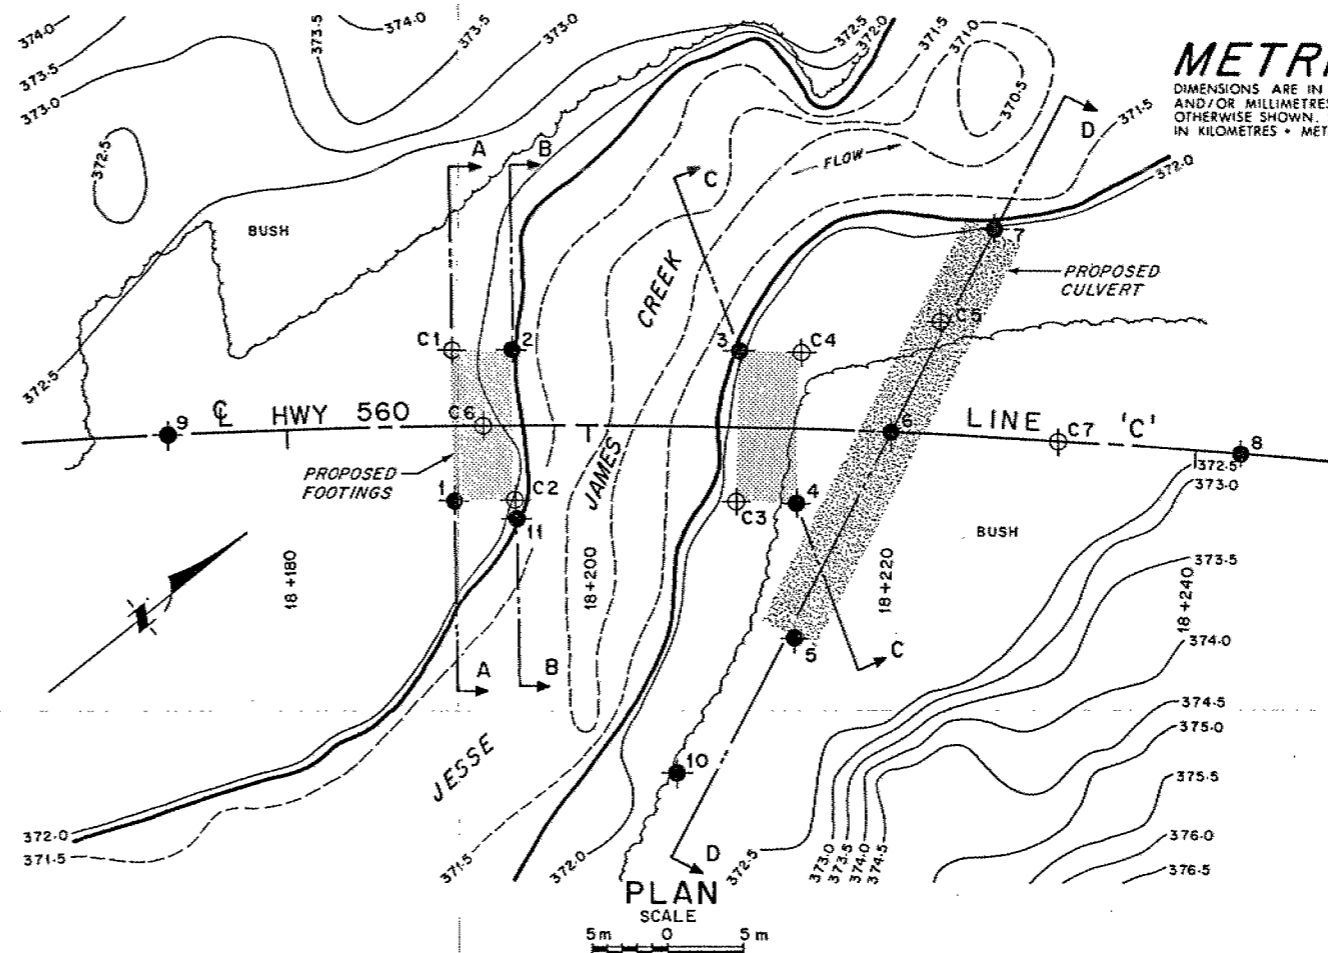 374·0
373·5
373·0
373·5
374·0
373·5
373·0
372·5
372·0
371·5
371·0
370·5
METRI
DIMENSIONS ARE IN
AND/OR MILLIMETRES
OTHERWISE SHOWN.
IN KILOMETRES + MET
371·5
372·0
D
A
B
C
FLOW
372·5
BUSH
CREEK
7
PROPOSED
CULVERT
C5
C1
2
3
C4
372·5
9
℄ HWY 560
C6
6
LINE 'C'
C7
8
372·5
373·0
PROPOSED
FOOTINGS
1
C2
11
JAMES
C3
4
BUSH
373·5
18+180
18+200
18+220
18+240
N
374·0
5
C
A
B
374·5
375·0
JESSE
10
375·5
372·0
371·5
371·5
372·0
D
372·5
373·0
373·5
374·0
374·5
376·0
376·5
PLAN
SCALE
5m 0 5m